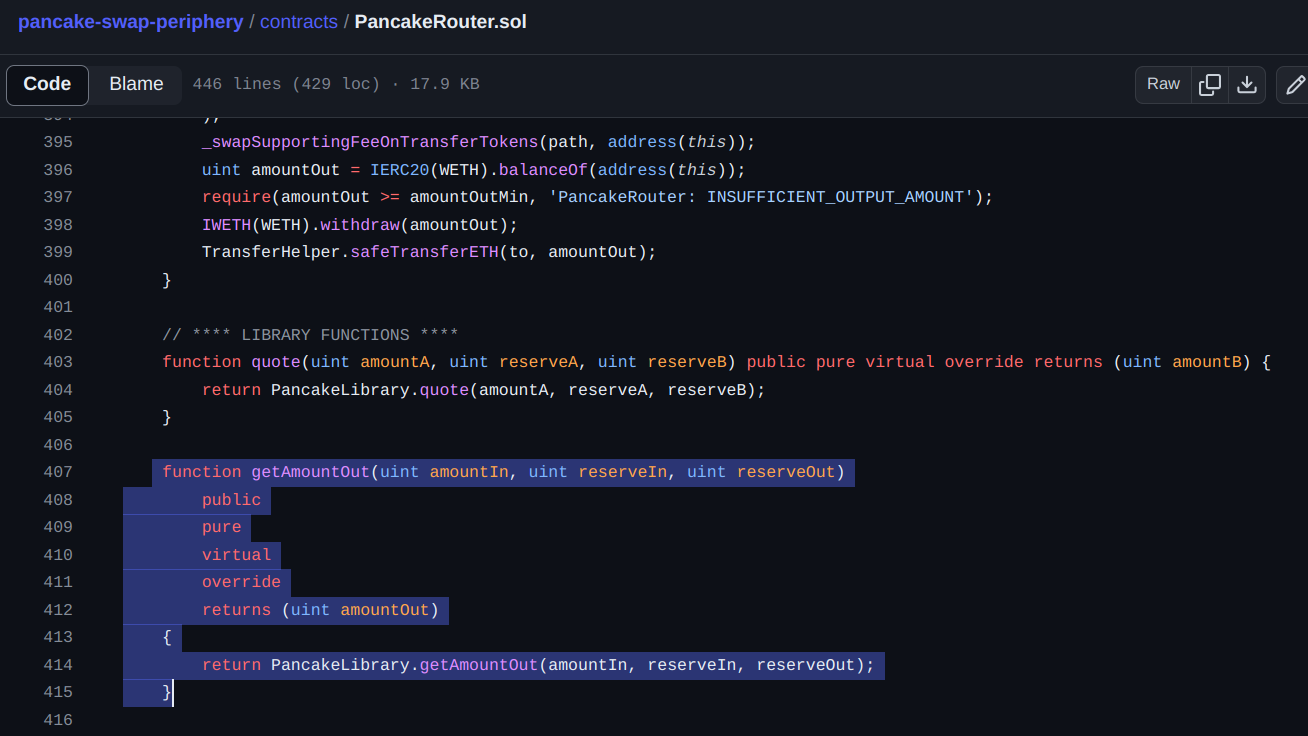 pancake-swap-periphery / contracts / PancakeRouter.sol
Code Blame 446 lines (429 loc) · 17.9 KB Raw
394 );
395 _swapSupportingFeeOnTransferTokens(path, address(this));
396 uint amountOut = IERC20(WETH).balanceOf(address(this));
397 require(amountOut >= amountOutMin, 'PancakeRouter: INSUFFICIENT_OUTPUT_AMOUNT');
398 IWETH(WETH).withdraw(amountOut);
399 TransferHelper.safeTransferETH(to, amountOut);
400 }
401
402 // **** LIBRARY FUNCTIONS ****
403 function quote(uint amountA, uint reserveA, uint reserveB) public pure virtual override returns (uint amountB) {
404 return PancakeLibrary.quote(amountA, reserveA, reserveB);
405 }
406
407 function getAmountOut(uint amountIn, uint reserveIn, uint reserveOut)
408 public
409 pure
410 virtual
411 override
412 returns (uint amountOut)
413 {
414 return PancakeLibrary.getAmountOut(amountIn, reserveIn, reserveOut);
415 }
416